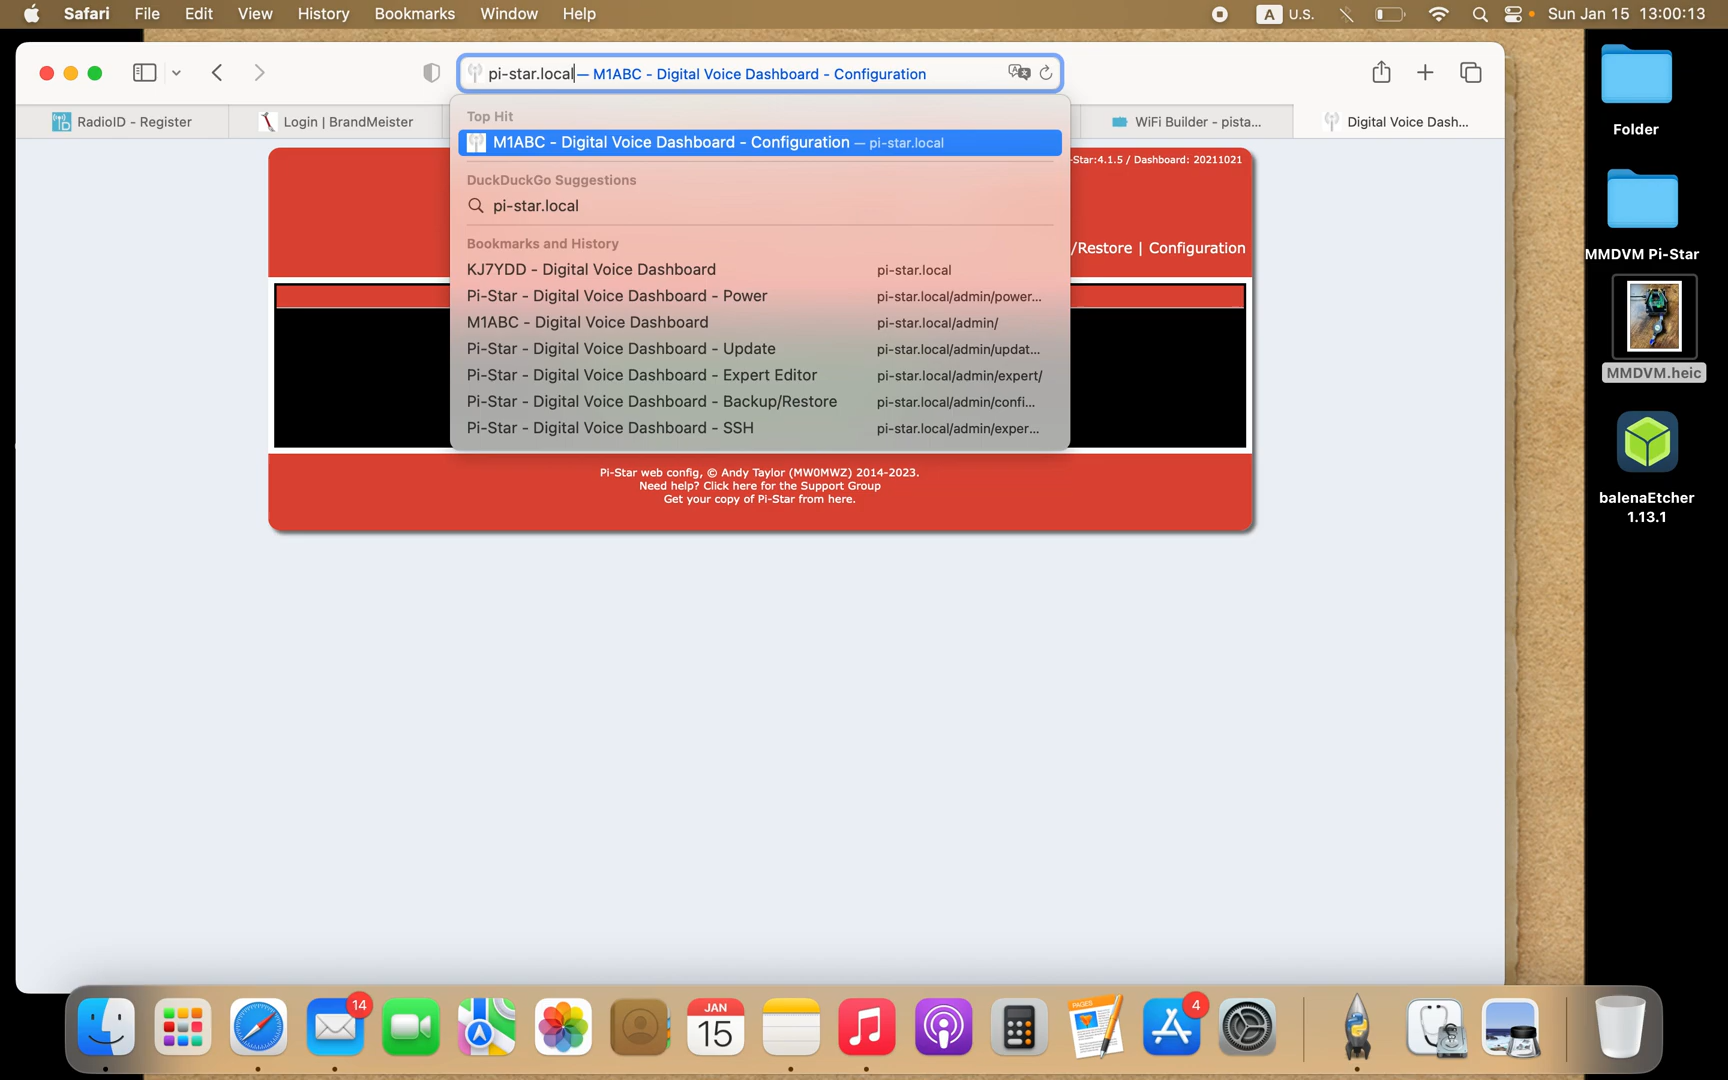 Safari File Edit View History Bookmarks Window Help A U.S. Sun Jan 15 13:00:13
pi-star.local — M1ABC - Digital Voice Dashboard - Configuration
RadioID - Register
Login | BrandMeister
WiFi Builder - pista...
Digital Voice Dash...
Top Hit
M1ABC - Digital Voice Dashboard - Configuration — pi-star.local
DuckDuckGo Suggestions
pi-star.local
Bookmarks and History
KJ7YDD - Digital Voice Dashboard pi-star.local
Pi-Star - Digital Voice Dashboard - Power pi-star.local/admin/power...
M1ABC - Digital Voice Dashboard pi-star.local/admin/
Pi-Star - Digital Voice Dashboard - Update pi-star.local/admin/updat...
Pi-Star - Digital Voice Dashboard - Expert Editor pi-star.local/admin/expert/
Pi-Star - Digital Voice Dashboard - Backup/Restore pi-star.local/admin/confi...
Pi-Star - Digital Voice Dashboard - SSH pi-star.local/admin/exper...
-Star:4.1.5 / Dashboard: 20211021
/Restore | Configuration
Pi-Star web config, © Andy Taylor (MW0MWZ) 2014-2023.
Need help? Click here for the Support Group
Get your copy of Pi-Star from here.
Folder
MMDVM Pi-Star
MMDVM.heic
balenaEtcher
1.13.1
14
JAN
15
PAGES
4